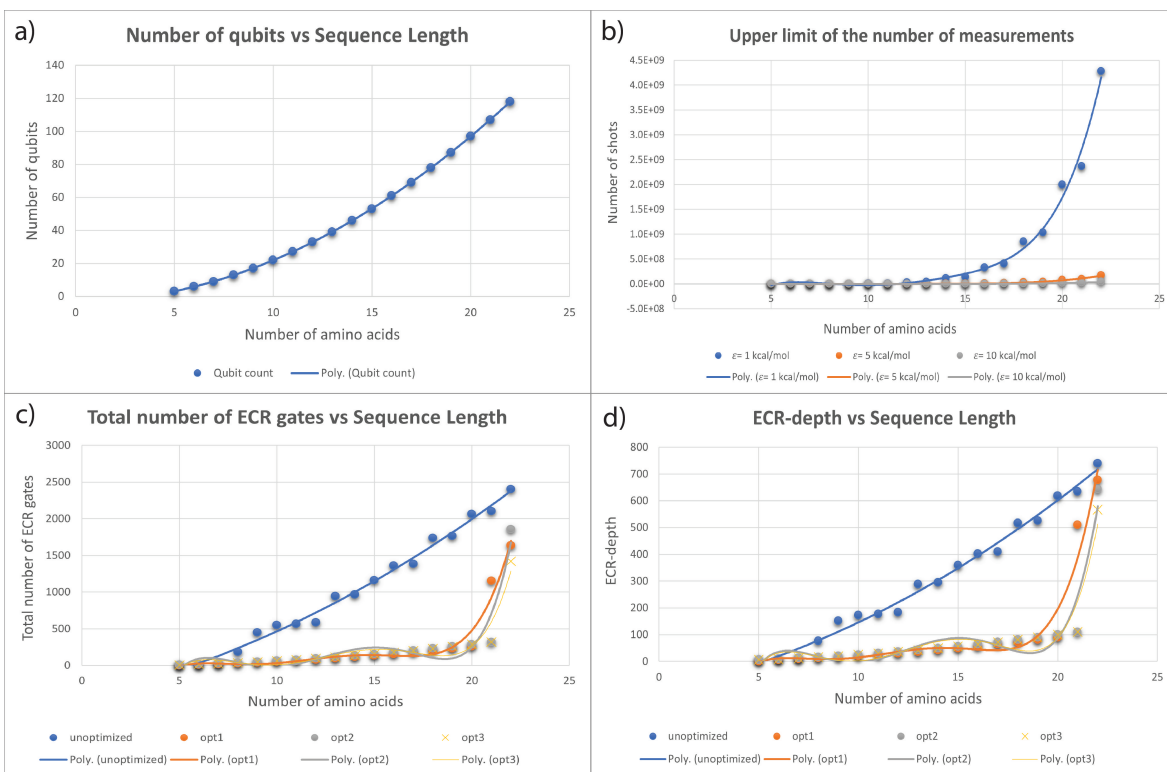 a)
Number of qubits vs Sequence Length
Number of qubits
140
120
100
80
60
40
20
0
0
5
10
15
20
25
Number of amino acids
Qubit count
Poly. (Qubit count)
b)
Upper limit of the number of measurements
Number of shots
4.5E+09
4.0E+09
3.5E+09
3.0E+09
2.5E+09
2.0E+09
1.5E+09
1.0E+09
5.0E+08
0.0E+00
-5.0E+08
0
5
10
15
20
25
Number of amino acids
ε= 1 kcal/mol
ε= 5 kcal/mol
ε= 10 kcal/mol
Poly. (ε= 1 kcal/mol)
Poly. (ε= 5 kcal/mol)
Poly. (ε= 10 kcal/mol)
c)
Total number of ECR gates vs Sequence Length
Total number of ECR gates
3000
2500
2000
1500
1000
500
0
0
5
10
15
20
25
Number of amino acids
unoptimized
opt1
opt2
opt3
Poly. (unoptimized)
Poly. (opt1)
Poly. (opt2)
Poly. (opt3)
d)
ECR-depth vs Sequence Length
ECR-depth
800
700
600
500
400
300
200
100
0
0
5
10
15
20
25
Number of amino acids
unoptimized
opt1
opt2
opt3
Poly. (unoptimized)
Poly. (opt1)
Poly. (opt2)
Poly. (opt3)